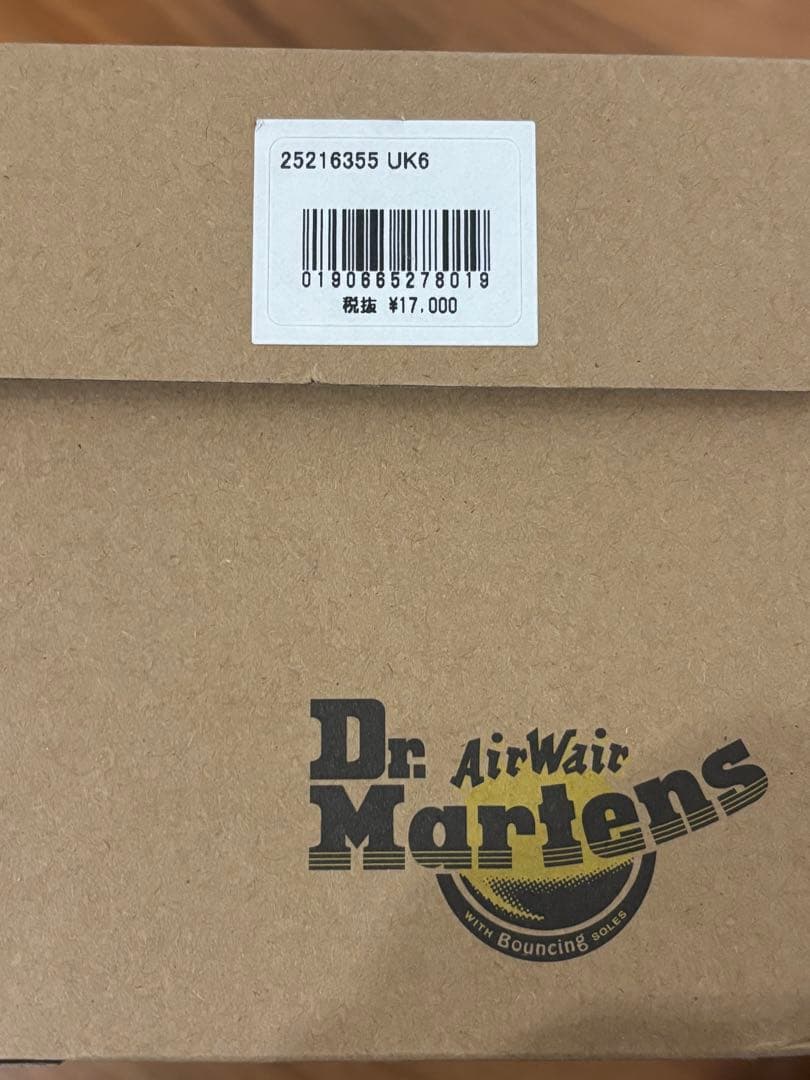 25216355 UK6
0190665278019
税抜 ¥17,000
Dr. AirWair
Martens
WITH Bouncing SOLES